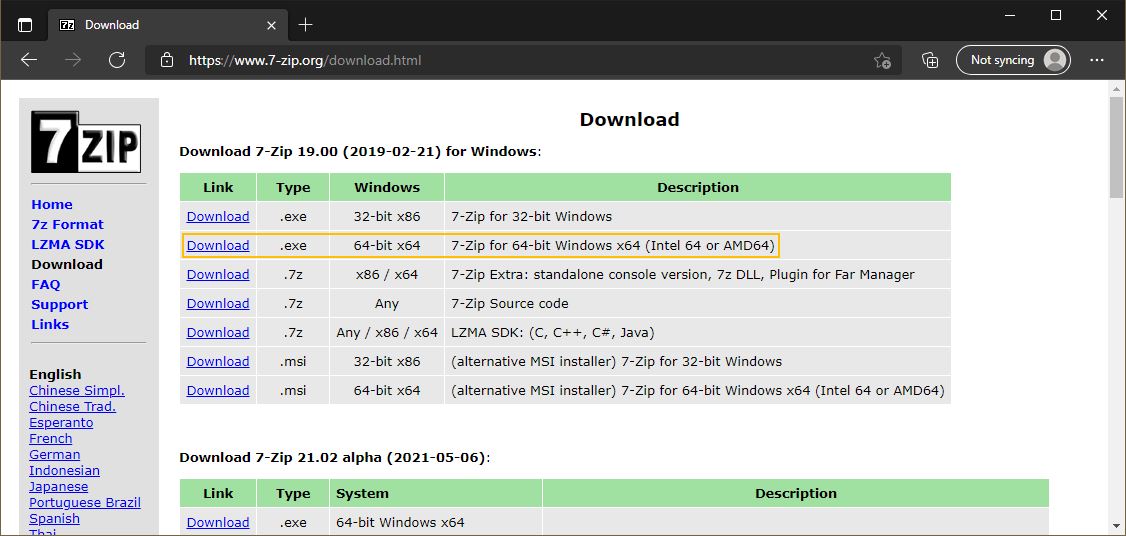 Download
https://www.7-zip.org/download.html
Not syncing
7z
7ZIP
Home
7z Format
LZMA SDK
Download
FAQ
Support
Links
English
Chinese Simpl.
Chinese Trad.
Esperanto
French
German
Indonesian
Japanese
Portuguese Brazil
Spanish
Thai
Download
Download 7-Zip 19.00 (2019-02-21) for Windows:
Link Type Windows Description
Download .exe 32-bit x86 7-Zip for 32-bit Windows
Download .exe 64-bit x64 7-Zip for 64-bit Windows x64 (Intel 64 or AMD64)
Download .7z x86 / x64 7-Zip Extra: standalone console version, 7z DLL, Plugin for Far Manager
Download .7z Any 7-Zip Source code
Download .7z Any / x86 / x64 LZMA SDK: (C, C++, C#, Java)
Download .msi 32-bit x86 (alternative MSI installer) 7-Zip for 32-bit Windows
Download .msi 64-bit x64 (alternative MSI installer) 7-Zip for 64-bit Windows x64 (Intel 64 or AMD64)
Download 7-Zip 21.02 alpha (2021-05-06):
Link Type System Description
Download .exe 64-bit Windows x64